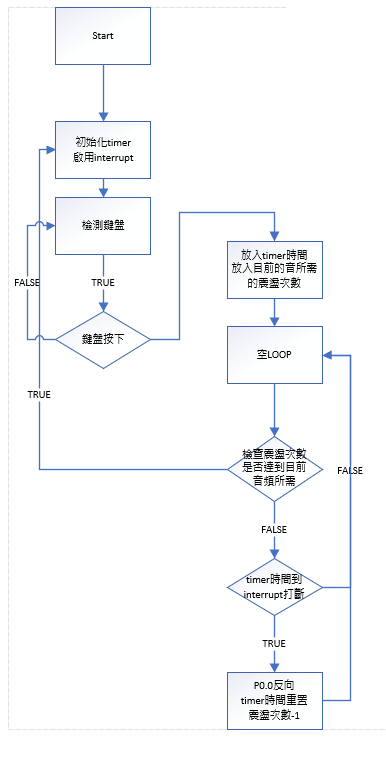 Start
初始化timer
啟用interrupt
檢測鍵盤
TRUE
FALSE
鍵盤按下
TRUE
放入timer時間
放入目前的音所需
的震盪次數
空LOOP
檢查震盪次數
是否達到目前
音頻所需
FALSE
FALSE
timer時間到
interrupt打斷
TRUE
P0.0反向
timer時間重置
震盪次數-1